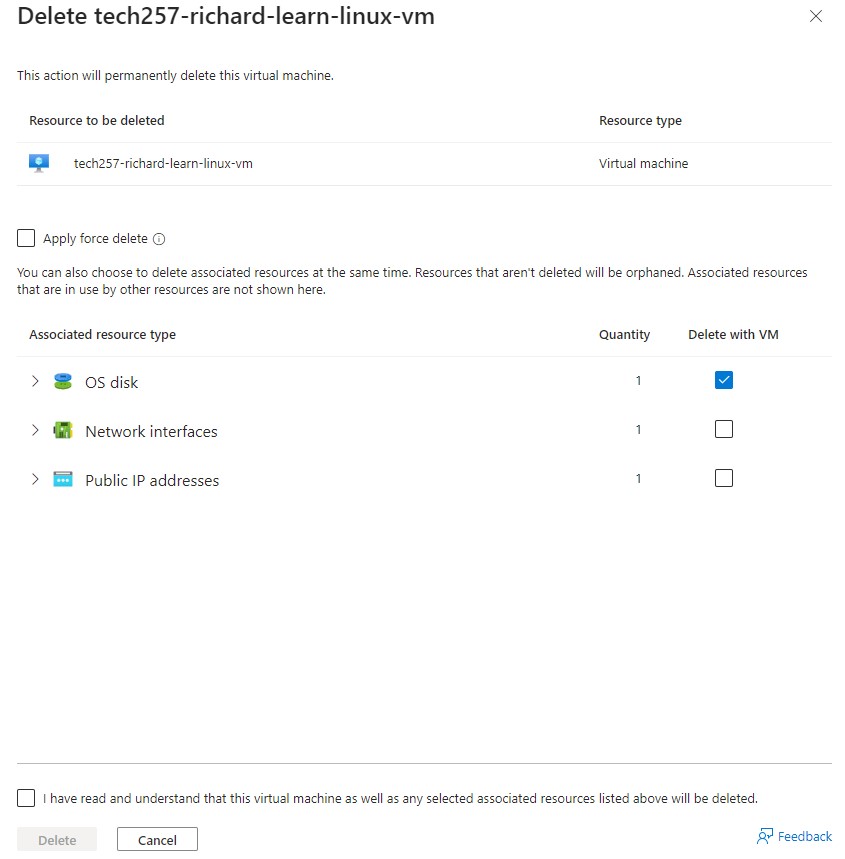 Delete tech257-richard-learn-linux-vm
This action will permanently delete this virtual machine.
Resource to be deleted Resource type
tech257-richard-learn-linux-vm Virtual machine
Apply force delete
You can also choose to delete associated resources at the same time. Resources that aren't deleted will be orphaned. Associated resources
that are in use by other resources are not shown here.
Associated resource type Quantity Delete with VM
OS disk 1
Network interfaces 1
Public IP addresses 1
I have read and understand that this virtual machine as well as any selected associated resources listed above will be deleted.
Delete Cancel Feedback